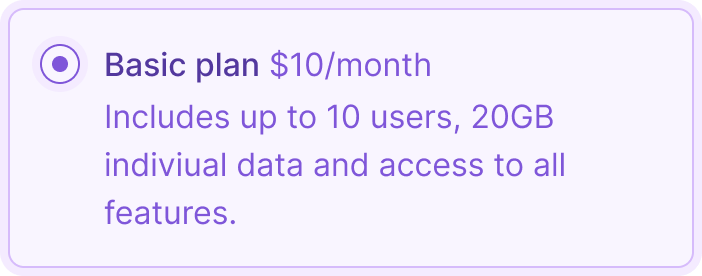 Basic plan $10/month
Includes up to 10 users, 20GB
indiviual data and access to all
features.